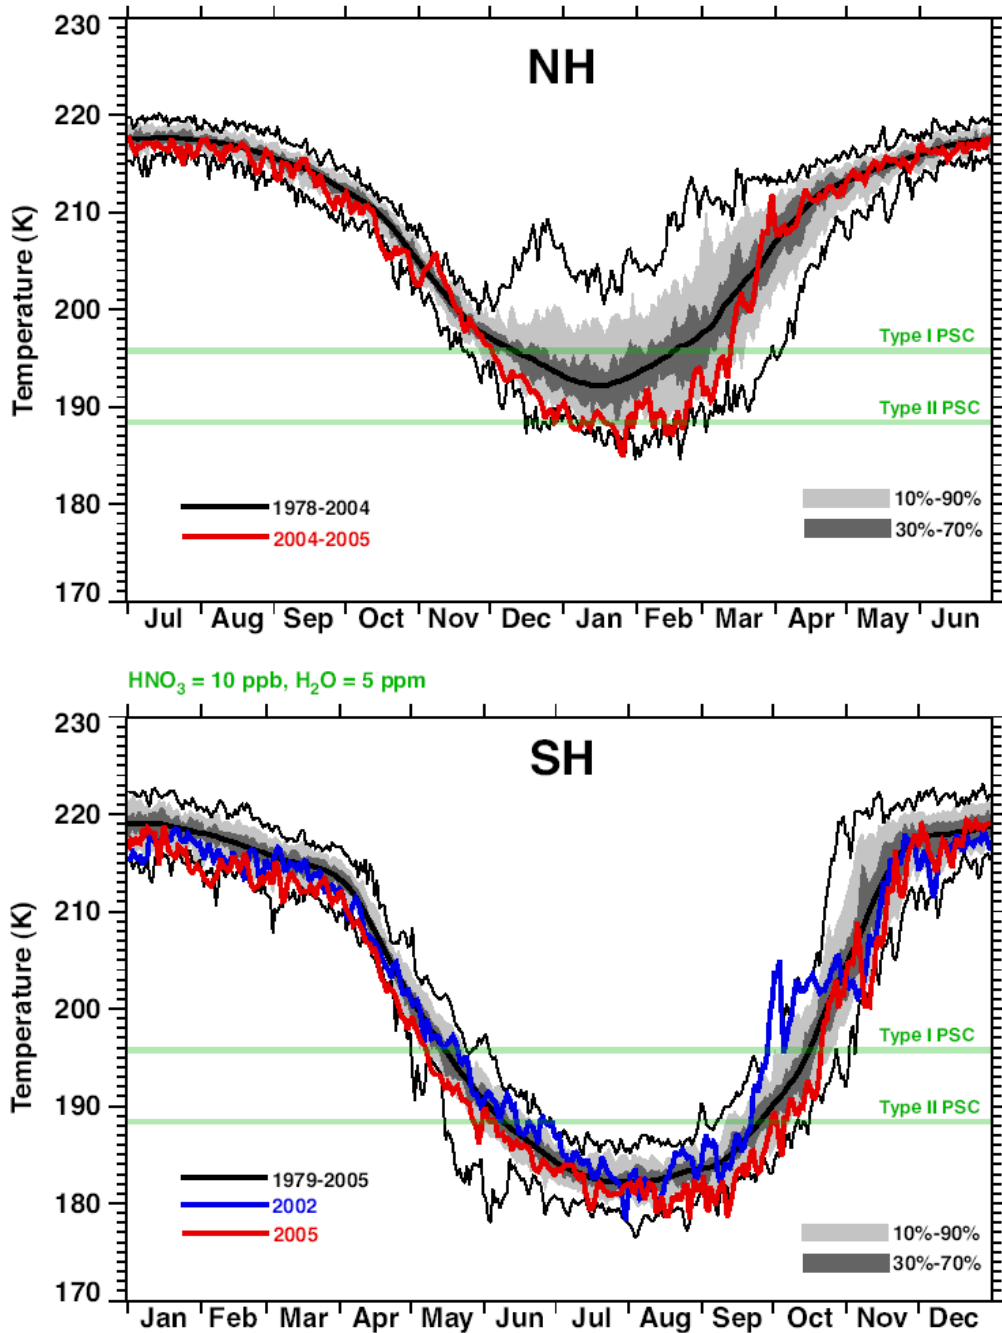 NH
Temperature (K)
230
220
210
200
190
180
170
Type I PSC
Type II PSC
1978-2004
2004-2005
10%-90%
30%-70%
Jul Aug Sep Oct Nov Dec Jan Feb Mar Apr May Jun
HNO₃ = 10 ppb, H₂O = 5 ppm
SH
Temperature (K)
230
220
210
200
190
180
170
Type I PSC
Type II PSC
1979-2005
2002
2005
10%-90%
30%-70%
Jan Feb Mar Apr May Jun Jul Aug Sep Oct Nov Dec